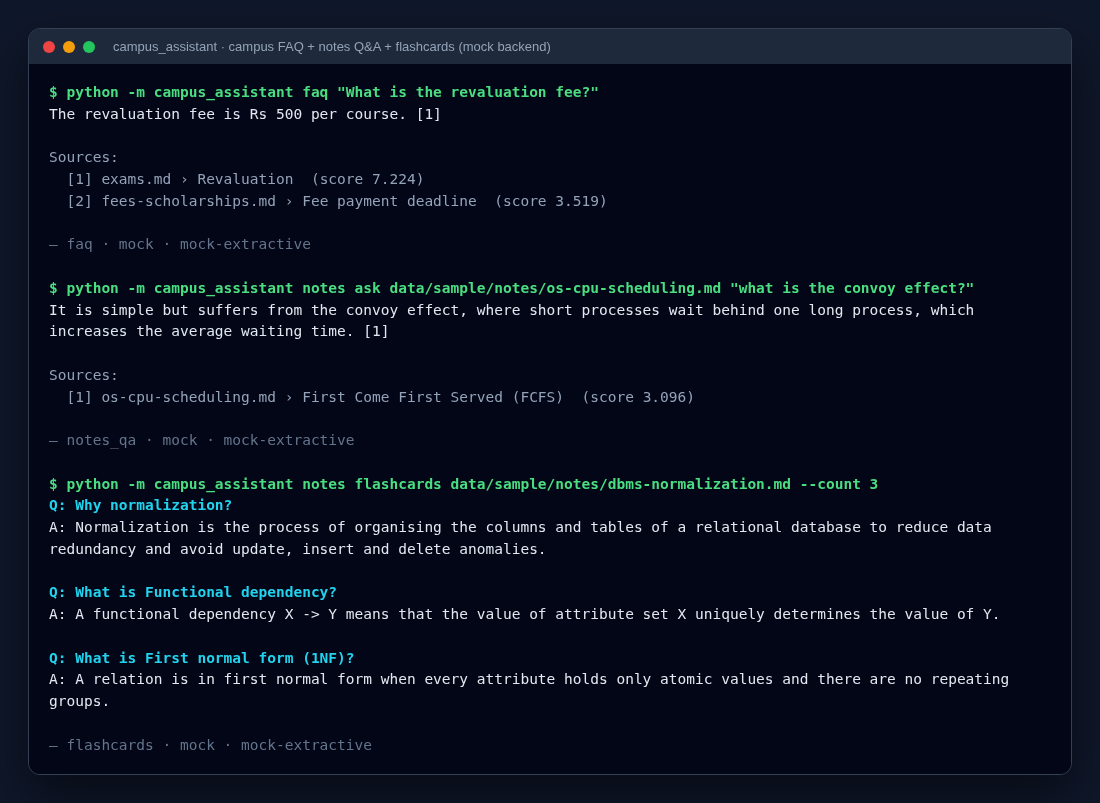 campus_assistant · campus FAQ + notes Q&A + flashcards (mock backend)
$ python -m campus_assistant faq "What is the revaluation fee?"
The revaluation fee is Rs 500 per course. [1]
Sources:
[1] exams.md › Revaluation  (score 7.224)
[2] fees-scholarships.md › Fee payment deadline  (score 3.519)
— faq · mock · mock-extractive
$ python -m campus_assistant notes ask data/sample/notes/os-cpu-scheduling.md "what is the convoy effect?"
It is simple but suffers from the convoy effect, where short processes wait behind one long process, which
increases the average waiting time. [1]
Sources:
[1] os-cpu-scheduling.md › First Come First Served (FCFS)  (score 3.096)
— notes_qa · mock · mock-extractive
$ python -m campus_assistant notes flashcards data/sample/notes/dbms-normalization.md --count 3
Q: Why normalization?
A: Normalization is the process of organising the columns and tables of a relational database to reduce data
redundancy and avoid update, insert and delete anomalies.
Q: What is Functional dependency?
A: A functional dependency X -> Y means that the value of attribute set X uniquely determines the value of Y.
Q: What is First normal form (1NF)?
A: A relation is in first normal form when every attribute holds only atomic values and there are no repeating
groups.
— flashcards · mock · mock-extractive